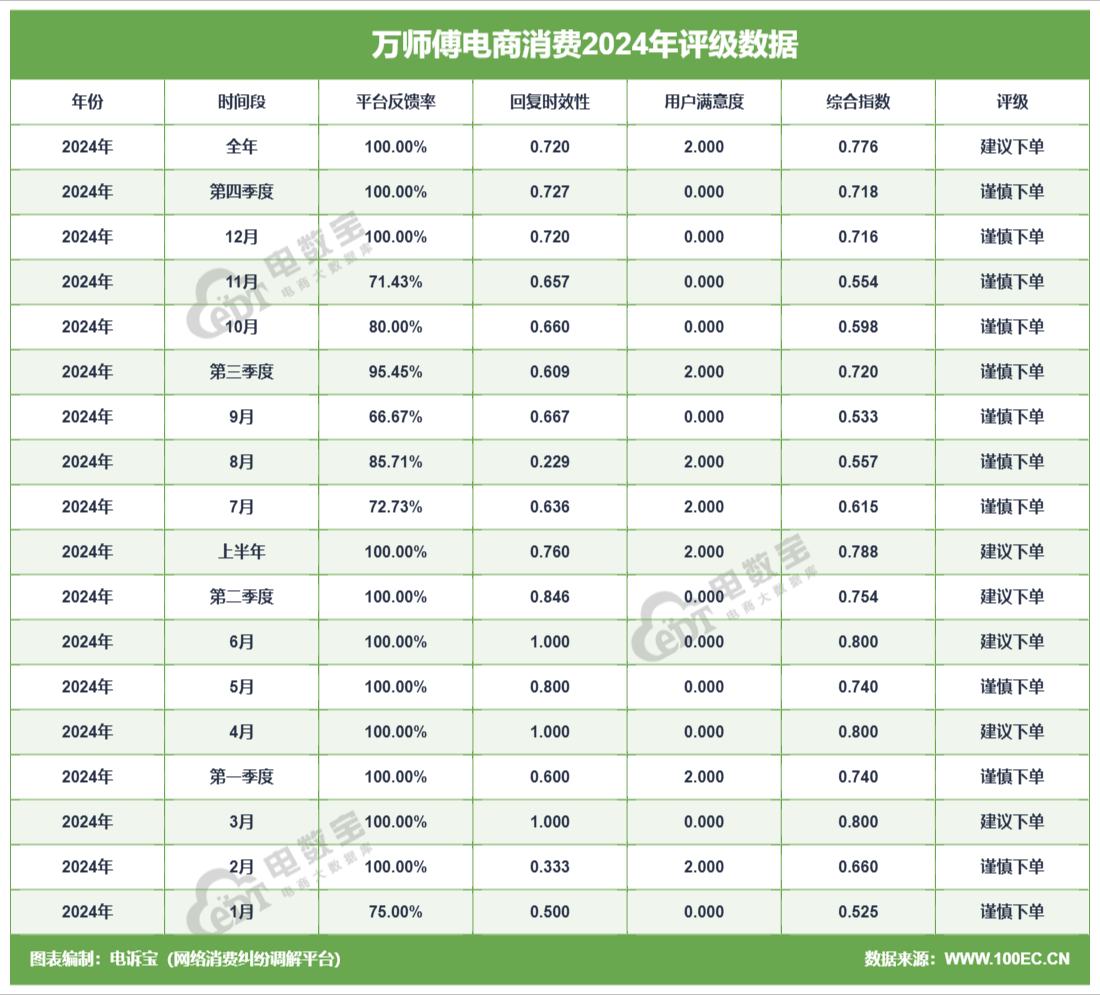 万师傅电商消费2024年评级数据
年份 时间段 平台反馈率 回复时效性 用户满意度 综合指数 评级
2024年 全年 100.00% 0.720 2.000 0.776 建议下单
2024年 第四季度 100.00% 0.727 0.000 0.718 谨慎下单
2024年 12月 100.00% 0.720 0.000 0.716 谨慎下单
2024年 11月 71.43% 0.657 0.000 0.554 谨慎下单
2024年 10月 80.00% 0.660 0.000 0.598 谨慎下单
2024年 第三季度 95.45% 0.609 2.000 0.720 谨慎下单
2024年 9月 66.67% 0.667 0.000 0.533 谨慎下单
2024年 8月 85.71% 0.229 2.000 0.557 谨慎下单
2024年 7月 72.73% 0.636 2.000 0.615 谨慎下单
2024年 上半年 100.00% 0.760 2.000 0.788 建议下单
2024年 第二季度 100.00% 0.846 0.000 0.754 建议下单
2024年 6月 100.00% 1.000 0.000 0.800 建议下单
2024年 5月 100.00% 0.800 0.000 0.740 谨慎下单
2024年 4月 100.00% 1.000 0.000 0.800 建议下单
2024年 第一季度 100.00% 0.600 2.000 0.740 谨慎下单
2024年 3月 100.00% 1.000 0.000 0.800 建议下单
2024年 2月 100.00% 0.333 2.000 0.660 谨慎下单
2024年 1月 75.00% 0.500 0.000 0.525 谨慎下单
图表编制：电诉宝（网络消费纠纷调解平台） 数据来源：WWW.100EC.CN
eDT 电数宝
电商大数据库
eDT 电数宝
电商大数据库
eDT 电数宝
电商大数据库